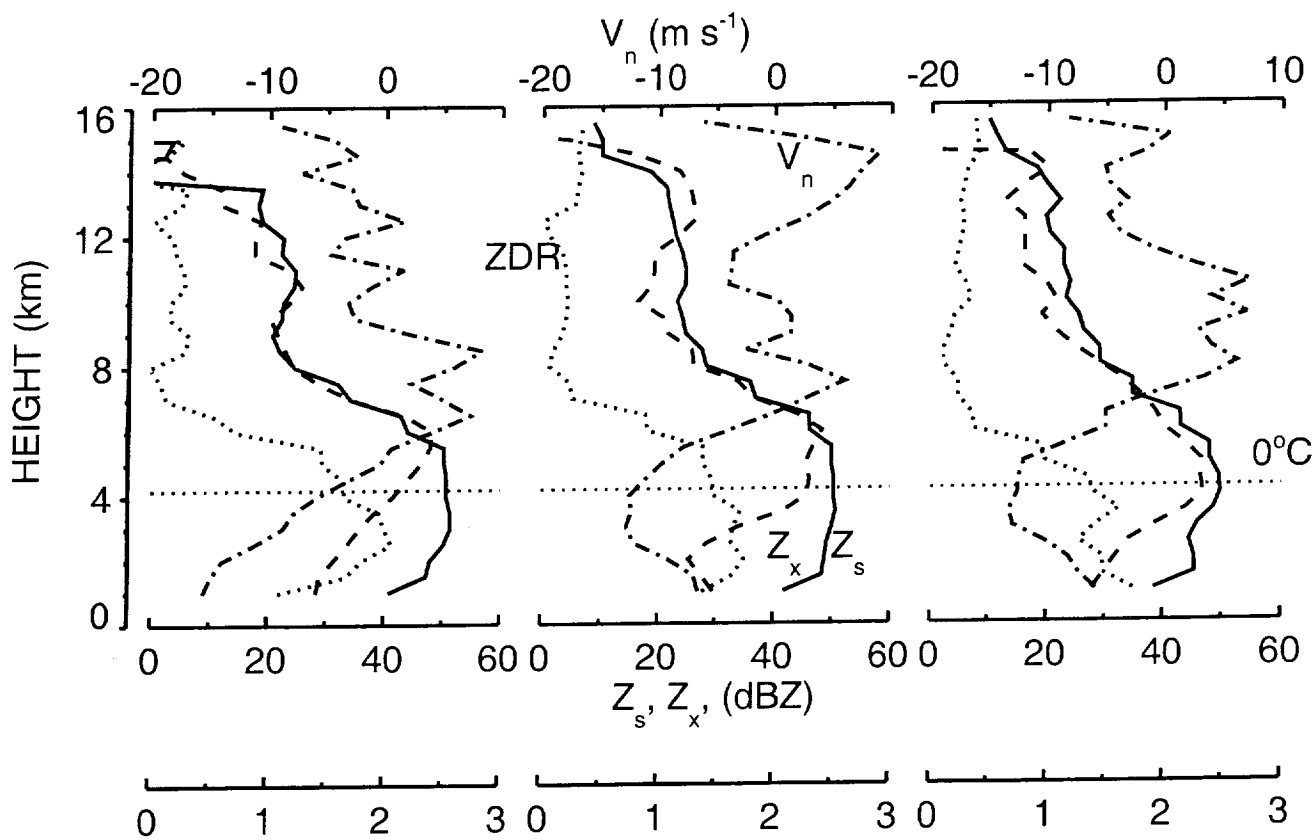 V_n (m s^-1)
-20 -10 0 -20 -10 0 -20 -10 0 10
16
12
8
4
0
HEIGHT (km)
V_n
ZDR
0°C
Z_x Z_s
0 20 40 60 0 20 40 60 0 20 40 60
Z_s, Z_x, (dBZ)
0 1 2 3 0 1 2 3 0 1 2 3